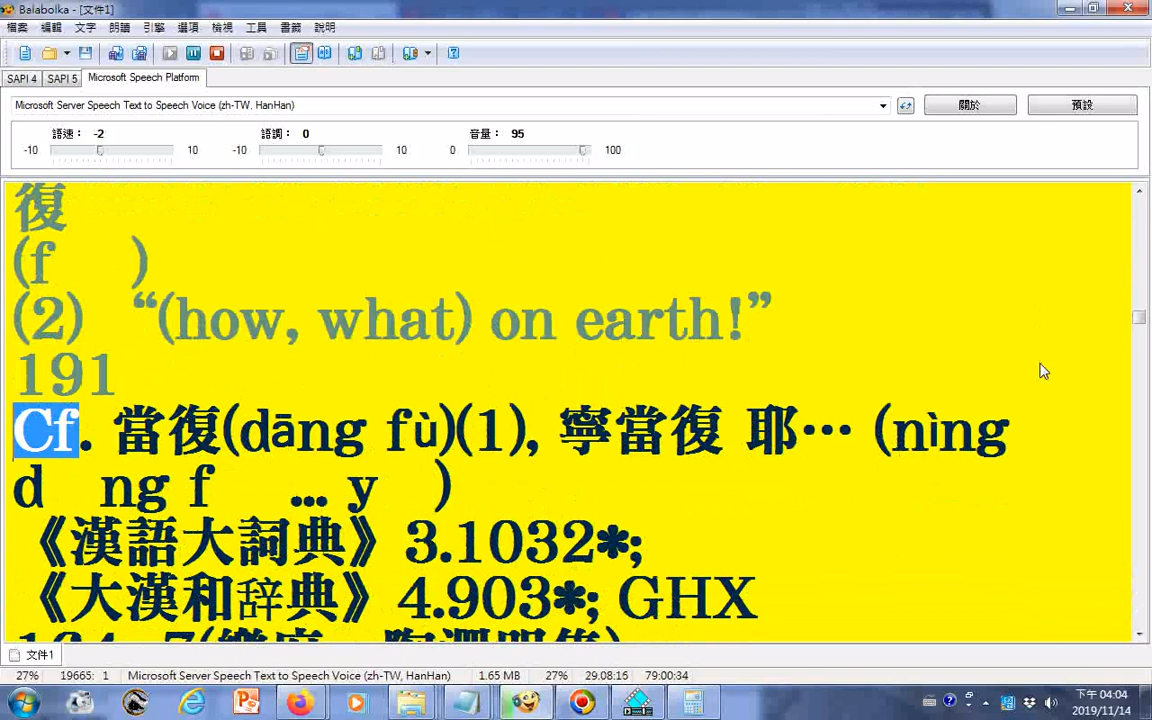 Balabolka - [文件1]
檔案 編輯 文字 朗讀 引擎 選項 檢視 工具 書籤 說明
SAPI 4 SAPI 5 Microsoft Speech Platform
Microsoft Server Speech Text to Speech Voice (zh-TW, HanHan) 關於 預設
語速： -2 語調： 0 音量： 95
-10 10 -10 10 0 100
復
(f )
(2) “(how, what) on earth!”
191
Cf. 當復(dāng fù)(1), 寧當復 耶… (nìng
d ng f … y )
《漢語大詞典》 3.1032*;
《大漢和辞典》 4.903*; GHX
文件1
27% 19665: 1 Microsoft Server Speech Text to Speech Voice (zh-TW, HanHan) 1.65 MB 27% 29:08:15 79:00:34
下午 04:04
2019/11/14